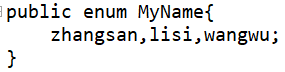 public enum MyName{
    zhangsan,lisi,wangwu;
}